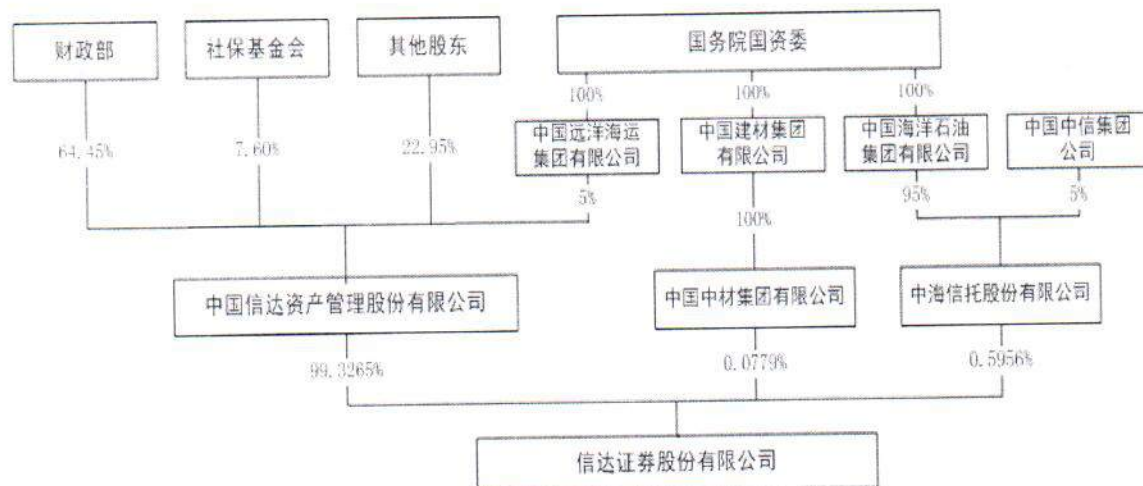 财政部
社保基金会
其他股东
国务院国资委
100%
100%
100%
64.45%
7.60%
22.95%
中国远洋海运
集团有限公司
中国建材集团
有限公司
中国海洋石油
集团有限公司
中国中信集团
公司
5%
100%
95%
5%
中国信达资产管理股份有限公司
中国中材集团有限公司
中海信托股份有限公司
99.3265%
0.0779%
0.5956%
信达证券股份有限公司